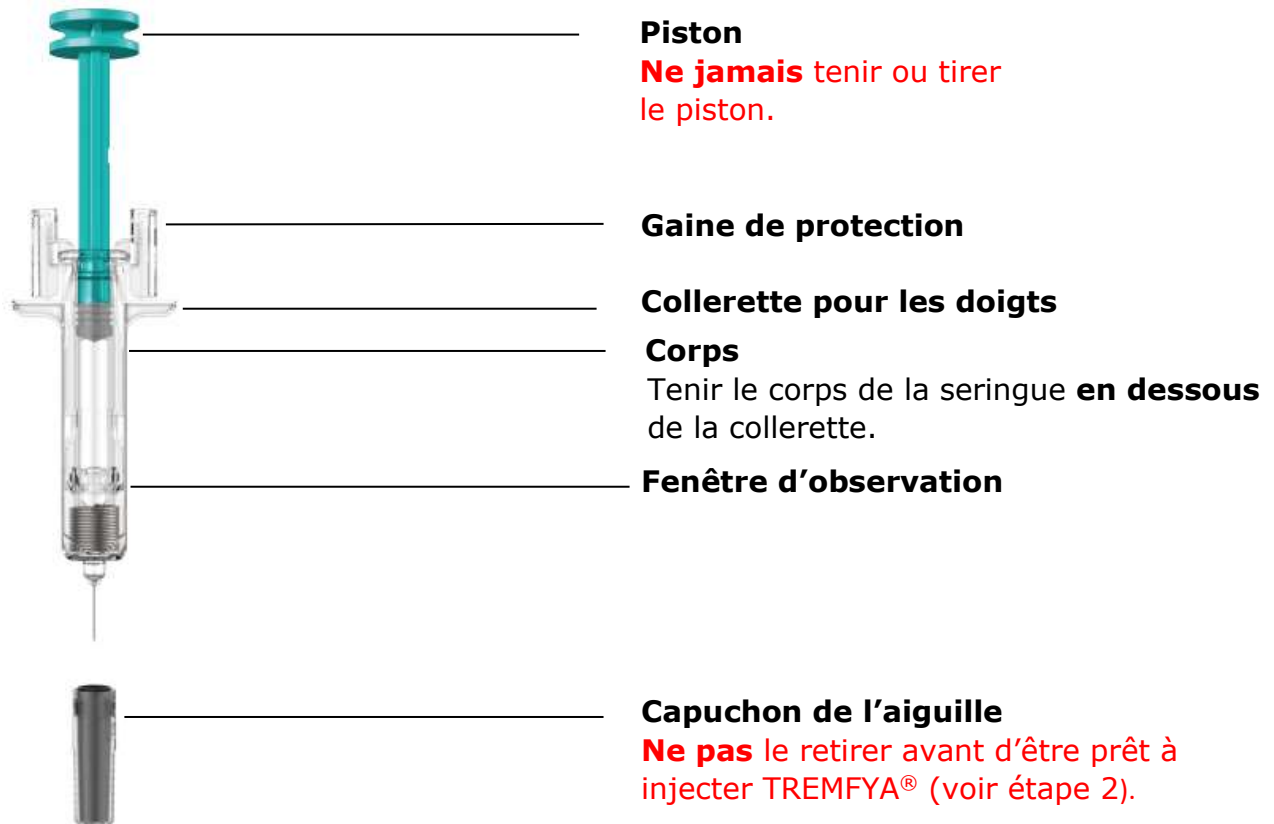 Piston
Ne jamais tenir ou tirer
le piston.
Gaine de protection
Collerette pour les doigts
Corps
Tenir le corps de la seringue en dessous
de la collerette.
Fenêtre d’observation
Capuchon de l’aiguille
Ne pas le retirer avant d’être prêt à
injecter TREMFYA® (voir étape 2).